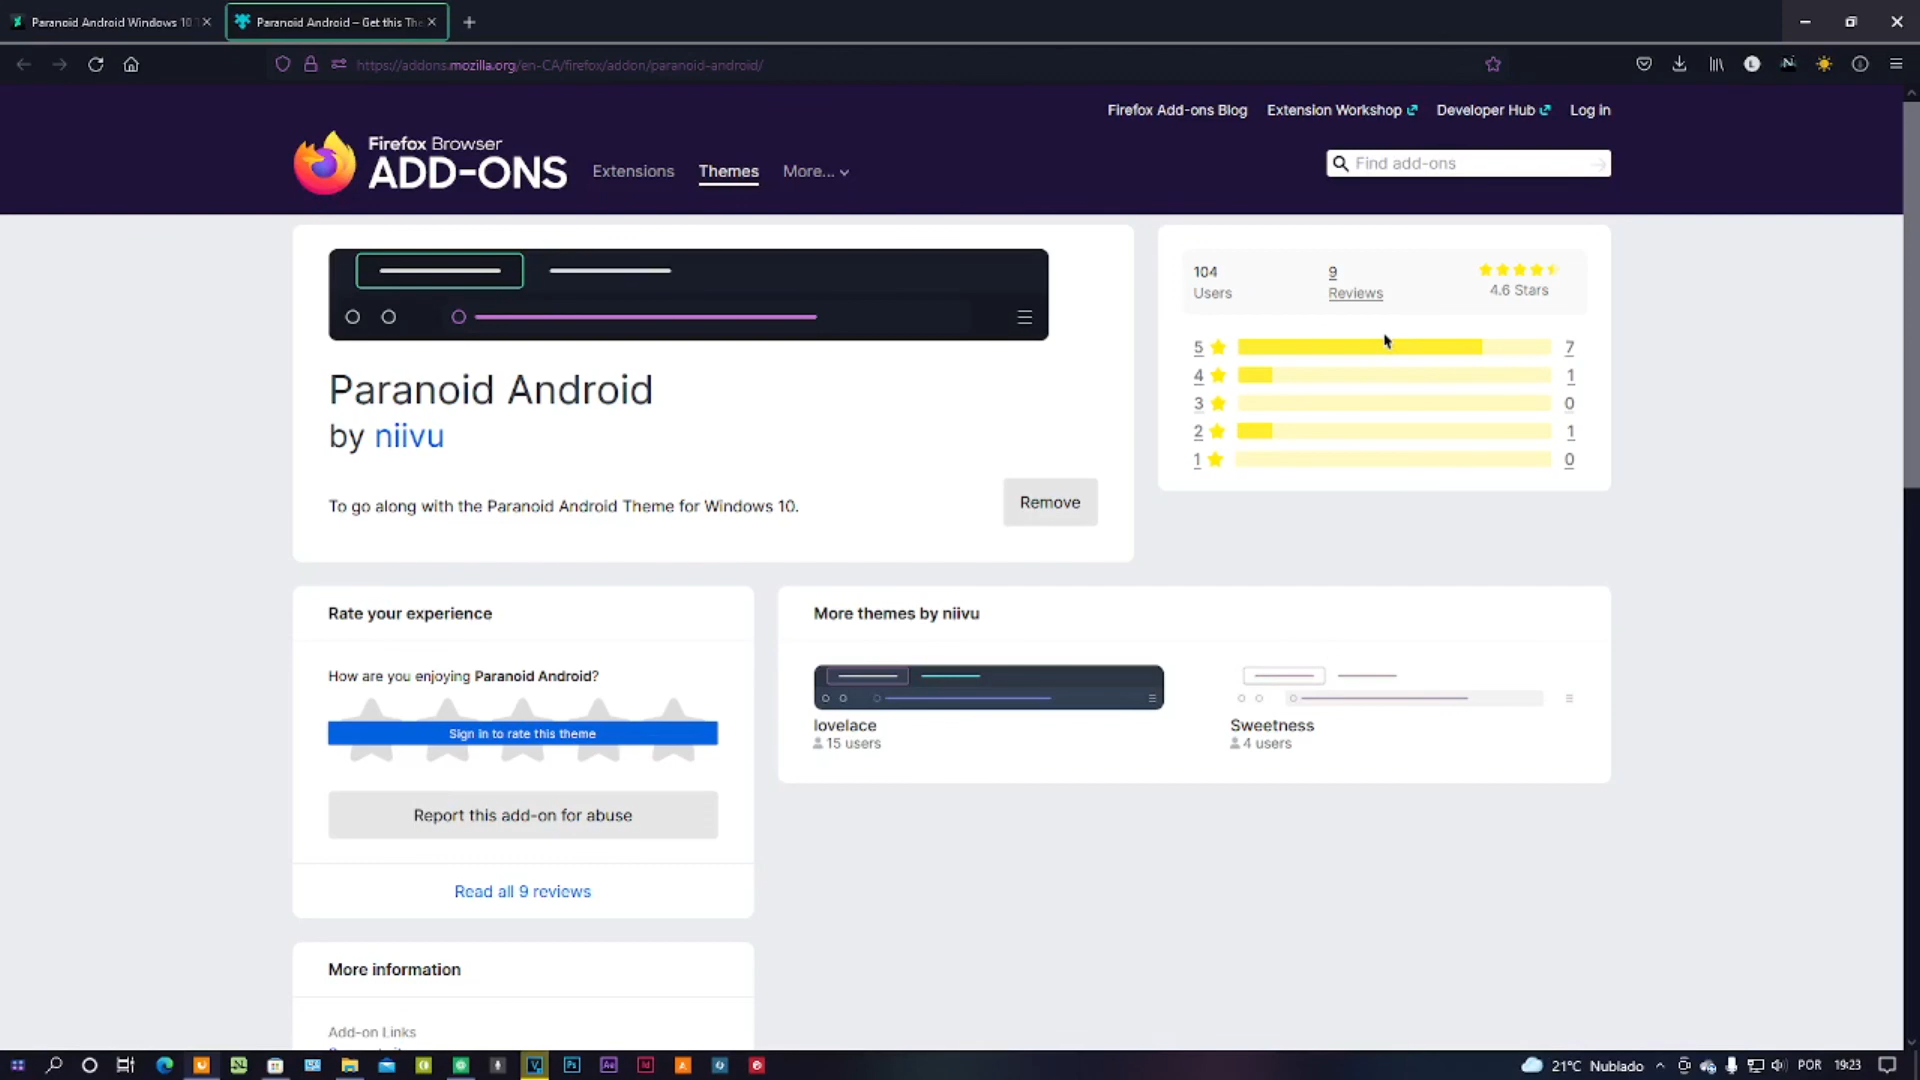 Paranoid Android Windows 10
Paranoid Android – Get this The
https://addons.mozilla.org/en-CA/firefox/addon/paranoid-android/
Firefox Add-ons Blog
Extension Workshop
Developer Hub
Log in
Firefox Browser
ADD-ONS
Extensions
Themes
More...
Find add-ons
104
Users
9
Reviews
4.6 Stars
5 7
4 1
3 0
2 1
1 0
Paranoid Android
by niivu
To go along with the Paranoid Android Theme for Windows 10.
Remove
Rate your experience
How are you enjoying Paranoid Android?
Sign in to rate this theme
Report this add-on for abuse
Read all 9 reviews
More themes by niivu
lovelace
15 users
Sweetness
4 users
More information
Add-on Links
Ps
Ae
Id
21°C Nublado
POR
19:23